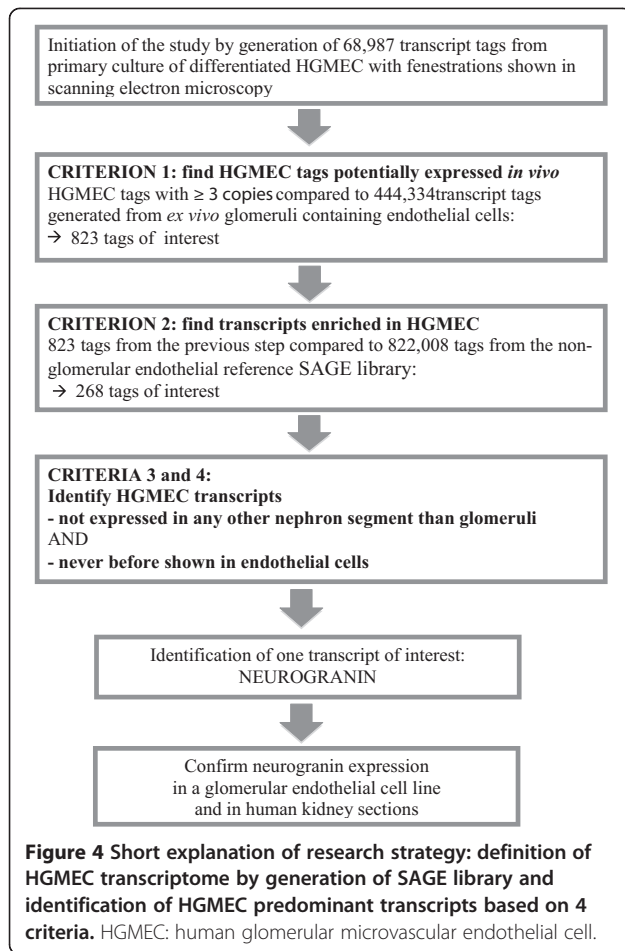 Initiation of the study by generation of 68,987 transcript tags from
primary culture of differentiated HGMEC with fenestrations shown in
scanning electron microscopy
CRITERION 1: find HGMEC tags potentially expressed in vivo
HGMEC tags with ≥ 3 copies compared to 444,334transcript tags
generated from ex vivo glomeruli containing endothelial cells:
→ 823 tags of interest
CRITERION 2: find transcripts enriched in HGMEC
823 tags from the previous step compared to 822,008 tags from the non-
glomerular endothelial reference SAGE library:
→ 268 tags of interest
CRITERIA 3 and 4:
Identify HGMEC transcripts
- not expressed in any other nephron segment than glomeruli
AND
- never before shown in endothelial cells
Identification of one transcript of interest:
NEUROGRANIN
Confirm neurogranin expression
in a glomerular endothelial cell line
and in human kidney sections
Figure 4 Short explanation of research strategy: definition of
HGMEC transcriptome by generation of SAGE library and
identification of HGMEC predominant transcripts based on 4
criteria. HGMEC: human glomerular microvascular endothelial cell.